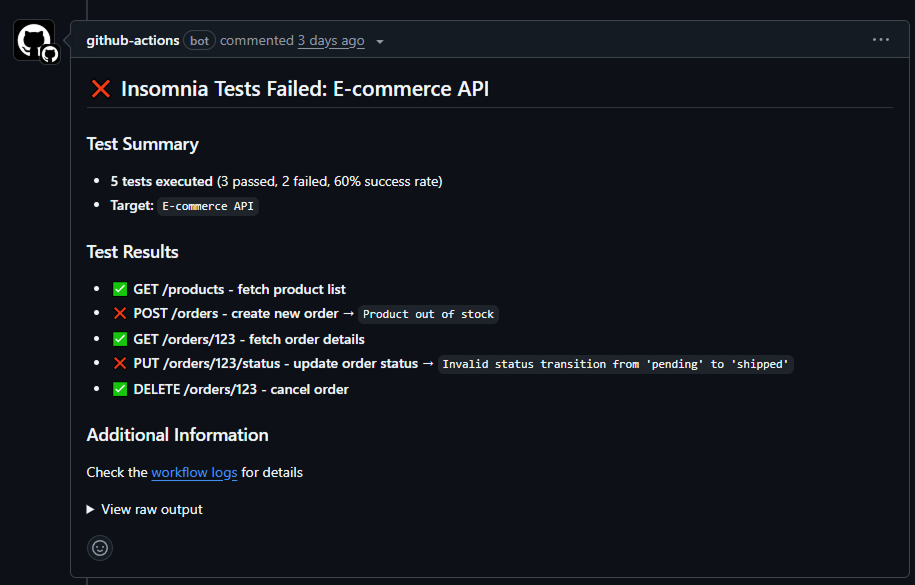 github-actions bot commented 3 days ago
Insomnia Tests Failed: E-commerce API
Test Summary
5 tests executed (3 passed, 2 failed, 60% success rate)
Target: E-commerce API
Test Results
GET /products - fetch product list
POST /orders - create new order → Product out of stock
GET /orders/123 - fetch order details
PUT /orders/123/status - update order status → Invalid status transition from 'pending' to 'shipped'
DELETE /orders/123 - cancel order
Additional Information
Check the workflow logs for details
View raw output